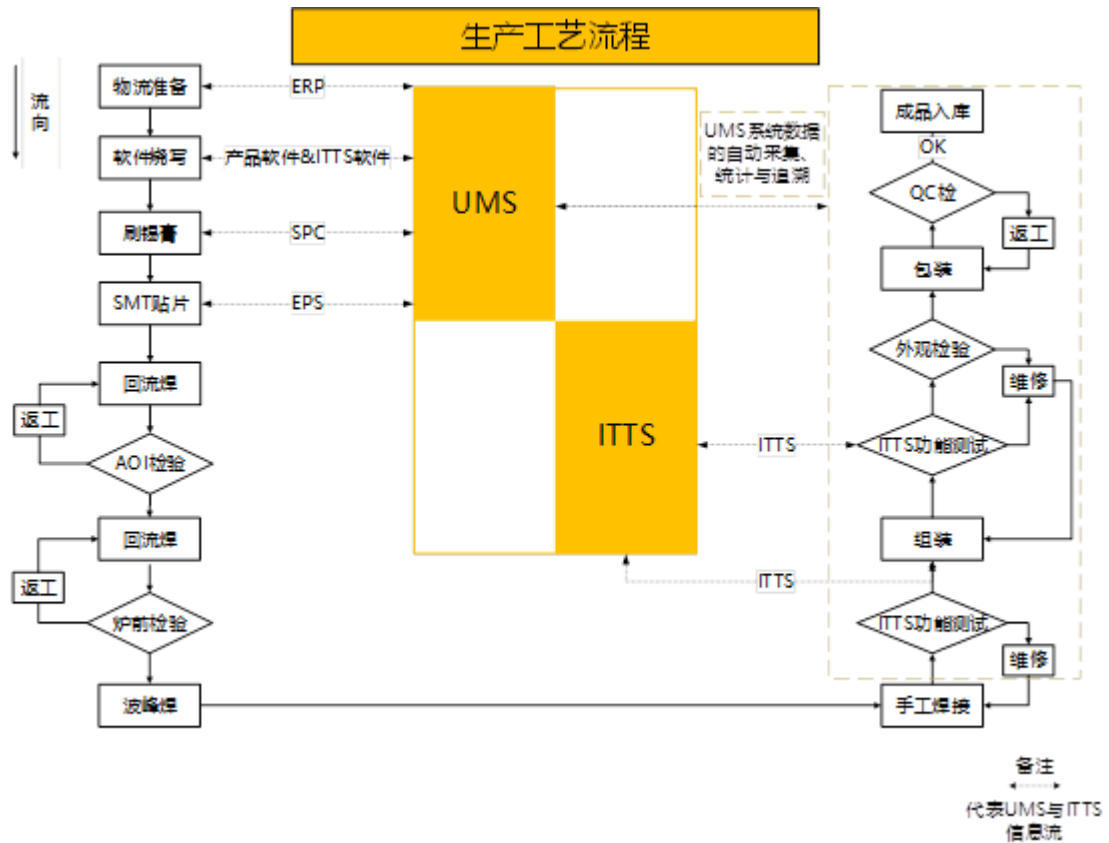 生产工艺流程
流
向
物流准备
ERP
软件烧写
产品软件&ITTS软件
刷锡膏
SPC
SMT贴片
EPS
回流焊
返工
AOI检验
回流焊
返工
炉前检验
波峰焊
UMS
ITTS
UMS系统数据
的自动采集、
统计与追溯
成品入库
OK
QC检
返工
包装
外观检验
维修
ITTS
ITTS功能测试
组装
ITTS
ITTS功能测试
维修
手工焊接
备注
代表UMS与ITTS
信息流